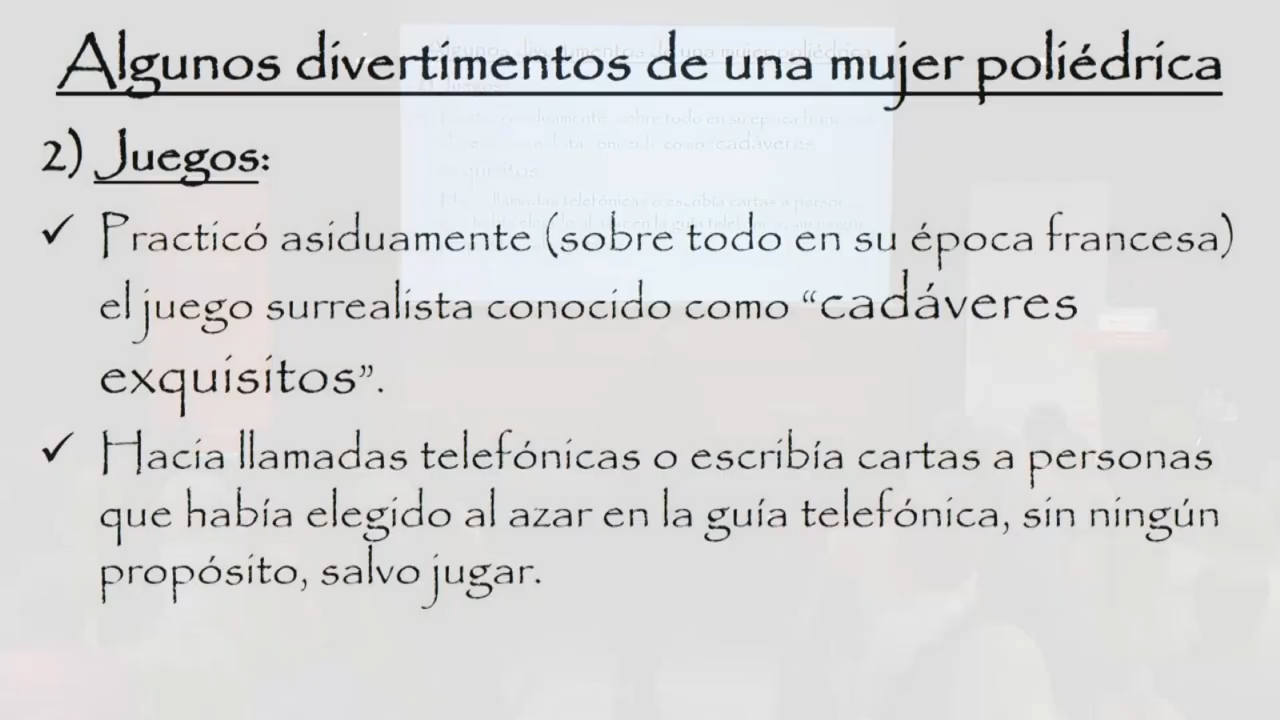 Algunos divertimentos de una mujer poliédrica
2) Juegos:
✓ Practicó asiduamente (sobre todo en su época francesa)
el juego surrealista conocido como “cadáveres
exquisitos”.
✓ Hacía llamadas telefónicas o escribía cartas a personas
que había elegido al azar en la guía telefónica, sin ningún
propósito, salvo jugar.